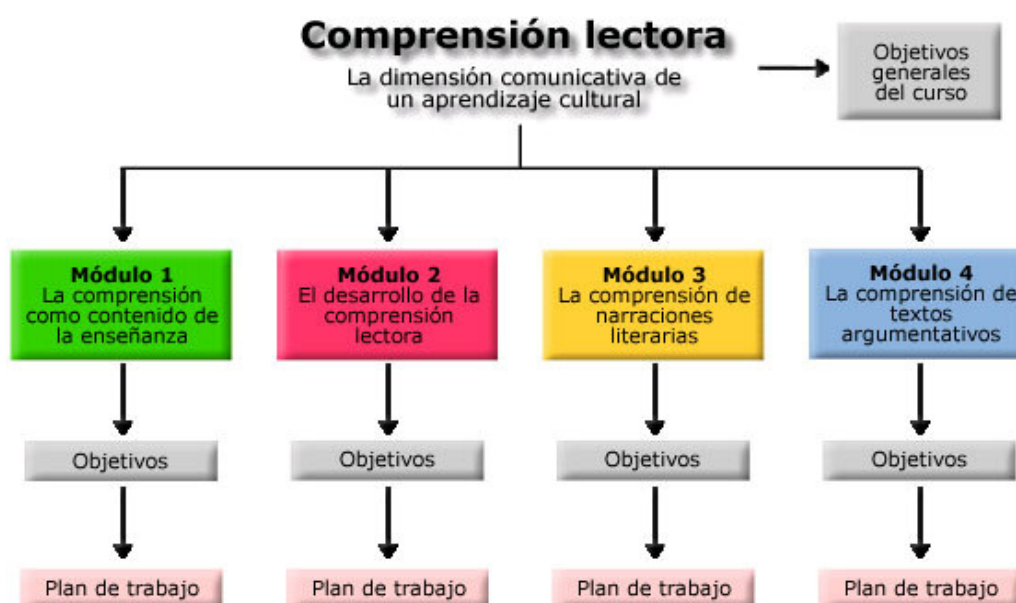 Comprensión lectora
La dimensión comunicativa de
un aprendizaje cultural
Objetivos
generales
del curso
Módulo 1
La comprensión
como contenido de
la enseñanza
Módulo 2
El desarrollo de la
comprensión
lectora
Módulo 3
La comprensión de
narraciones
literarias
Módulo 4
La comprensión de
textos
argumentativos
Objetivos
Objetivos
Objetivos
Objetivos
Plan de trabajo
Plan de trabajo
Plan de trabajo
Plan de trabajo